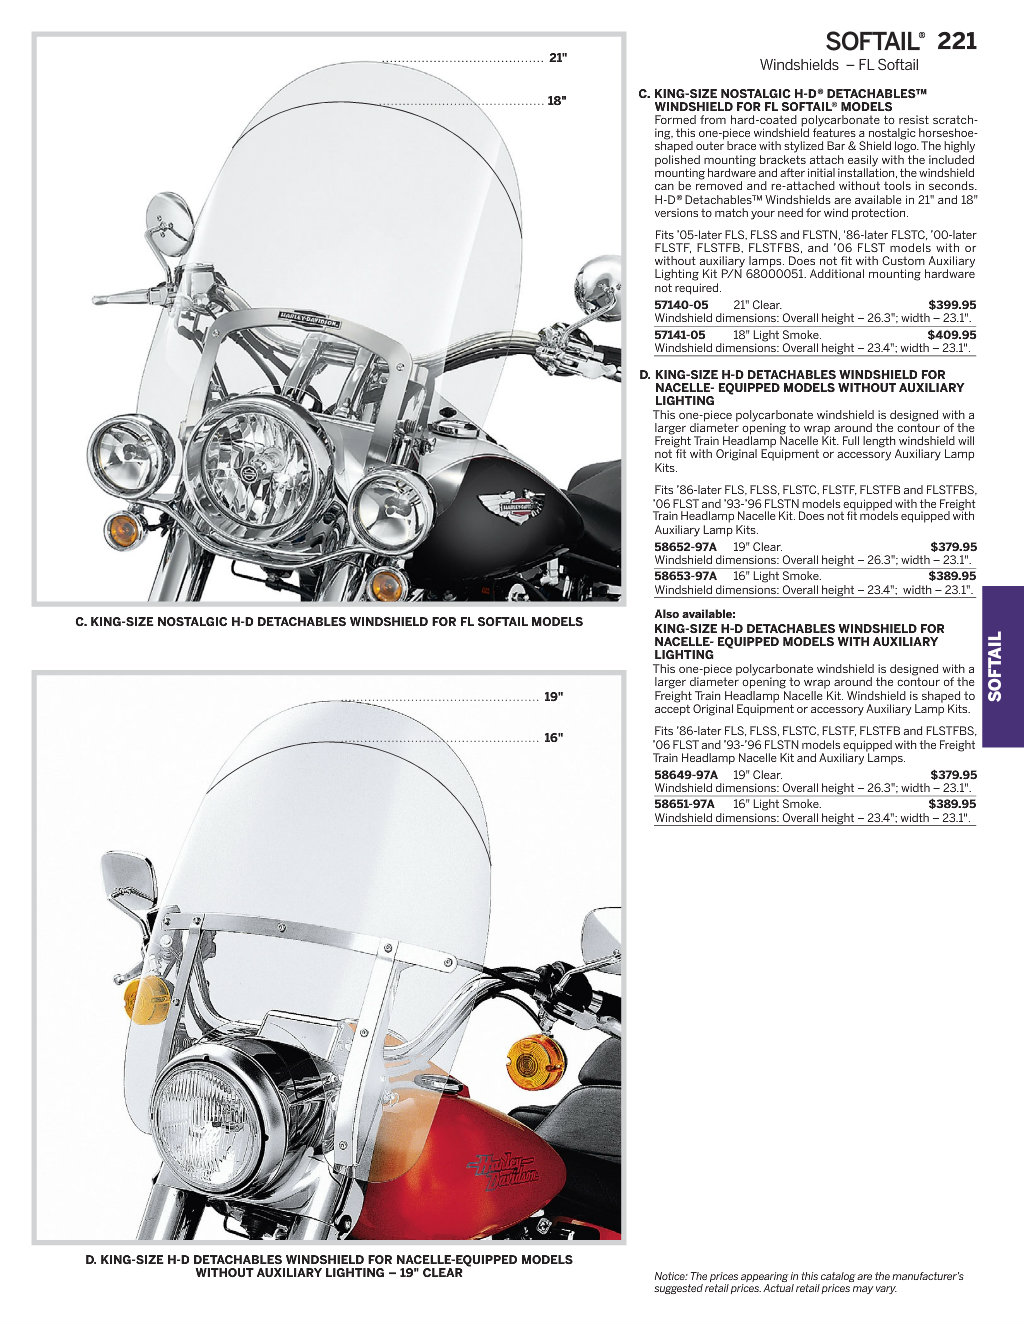 SOFTAIL® 221
Windshields – FL Softail
21"
18"
C. KING-SIZE NOSTALGIC H-D DETACHABLES WINDSHIELD FOR FL SOFTAIL MODELS
19"
16"
D. KING-SIZE H-D DETACHABLES WINDSHIELD FOR NACELLE-EQUIPPED MODELS
WITHOUT AUXILIARY LIGHTING – 19" CLEAR
C. KING-SIZE NOSTALGIC H-D® DETACHABLES™
WINDSHIELD FOR FL SOFTAIL® MODELS
Formed from hard-coated polycarbonate to resist scratch-
ing, this one-piece windshield features a nostalgic horseshoe-
shaped outer brace with stylized Bar & Shield logo. The highly
polished mounting brackets attach easily with the included
mounting hardware and after initial installation, the windshield
can be removed and re-attached without tools in seconds.
H-D® Detachables™ Windshields are available in 21" and 18"
versions to match your need for wind protection.
Fits ’05-later FLS, FLSS and FLSTN, ‘86-later FLSTC, ’00-later
FLSTF, FLSTFB, FLSTFBS, and ’06 FLST models with or
without auxiliary lamps. Does not fit with Custom Auxiliary
Lighting Kit P/N 68000051. Additional mounting hardware
not required.
57140-05 21" Clear. $399.95
Windshield dimensions: Overall height – 26.3"; width – 23.1".
57141-05 18" Light Smoke. $409.95
Windshield dimensions: Overall height – 23.4"; width – 23.1".
D. KING-SIZE H-D DETACHABLES WINDSHIELD FOR
NACELLE- EQUIPPED MODELS WITHOUT AUXILIARY
LIGHTING
This one-piece polycarbonate windshield is designed with a
larger diameter opening to wrap around the contour of the
Freight Train Headlamp Nacelle Kit. Full length windshield will
not fit with Original Equipment or accessory Auxiliary Lamp
Kits.
Fits ’86-later FLS, FLSS, FLSTC, FLSTF, FLSTFB and FLSTFBS,
’06 FLST and ’93-’96 FLSTN models equipped with the Freight
Train Headlamp Nacelle Kit. Does not fit models equipped with
Auxiliary Lamp Kits.
58652-97A 19" Clear. $379.95
Windshield dimensions: Overall height – 26.3"; width – 23.1".
58653-97A 16" Light Smoke. $389.95
Windshield dimensions: Overall height – 23.4"; width – 23.1".
Also available:
KING-SIZE H-D DETACHABLES WINDSHIELD FOR
NACELLE- EQUIPPED MODELS WITH AUXILIARY
LIGHTING
This one-piece polycarbonate windshield is designed with a
larger diameter opening to wrap around the contour of the
Freight Train Headlamp Nacelle Kit. Windshield is shaped to
accept Original Equipment or accessory Auxiliary Lamp Kits.
Fits ’86-later FLS, FLSS, FLSTC, FLSTF, FLSTFB and FLSTFBS,
’06 FLST and ’93-’96 FLSTN models equipped with the Freight
Train Headlamp Nacelle Kit and Auxiliary Lamps.
58649-97A 19" Clear. $379.95
Windshield dimensions: Overall height – 26.3"; width – 23.1".
58651-97A 16" Light Smoke. $389.95
Windshield dimensions: Overall height – 23.4"; width – 23.1".
SOFTAIL
HARLEY-DAVIDSON
HARLEY-DAVIDSON
Harley
Davidson
Notice: The prices appearing in this catalog are the manufacturer’s
suggested retail prices. Actual retail prices may vary.